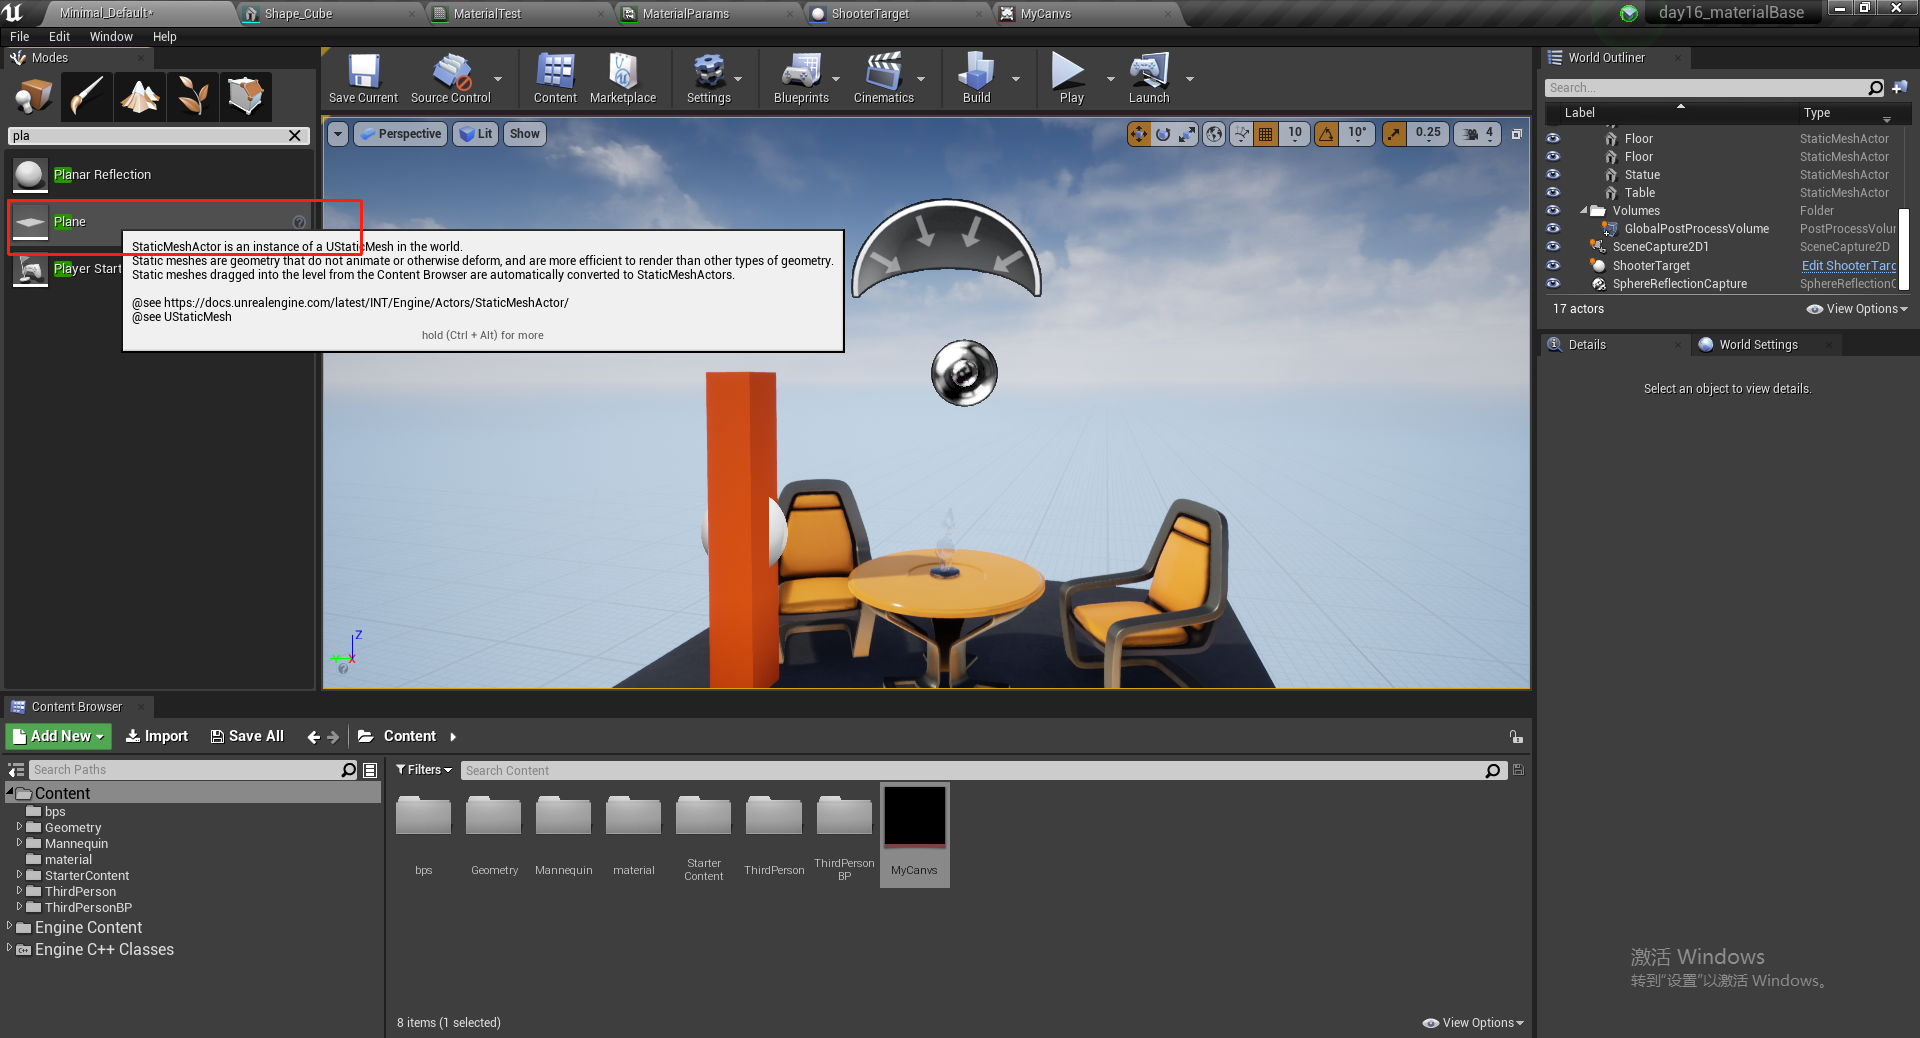 Minimal_Default*
Shape_Cube
MaterialTest
MaterialParams
ShooterTarget
MyCanvs
day16_materialBase
File
Edit
Window
Help
Modes
pla
Planar Reflection
Plane
Player Start
StaticMeshActor is an instance of a UStaticMesh in the world.
Static meshes are geometry that do not animate or otherwise deform, and are more efficient to render than other types of geometry.
Static meshes dragged into the level from the Content Browser are automatically converted to StaticMeshActors.
@see https://docs.unrealengine.com/latest/INT/Engine/Actors/StaticMeshActor/
@see UStaticMesh
hold (Ctrl + Alt) for more
Save Current
Source Control
Content
Marketplace
Settings
Blueprints
Cinematics
Build
Play
Launch
Perspective
Lit
Show
10
10°
0.25
4
Z
Y
X
World Outliner
Search...
Label
Type
Floor
StaticMeshActor
Floor
StaticMeshActor
Statue
StaticMeshActor
Table
StaticMeshActor
Volumes
Folder
GlobalPostProcessVolume
PostProcessVolu
SceneCapture2D1
SceneCapture2D
ShooterTarget
Edit ShooterTarg
SphereReflectionCapture
SphereReflectionC
17 actors
View Options
Details
World Settings
Select an object to view details.
Content Browser
Add New
Import
Save All
Content
Search Paths
Content
bps
Geometry
Mannequin
material
StarterContent
ThirdPerson
ThirdPersonBP
Engine Content
Engine C++ Classes
Filters
Search Content
bps
Geometry
Mannequin
material
Starter
Content
ThirdPerson
ThirdPerson
BP
MyCanvs
8 items (1 selected)
View Options
激活 Windows
转到"设置"以激活 Windows。